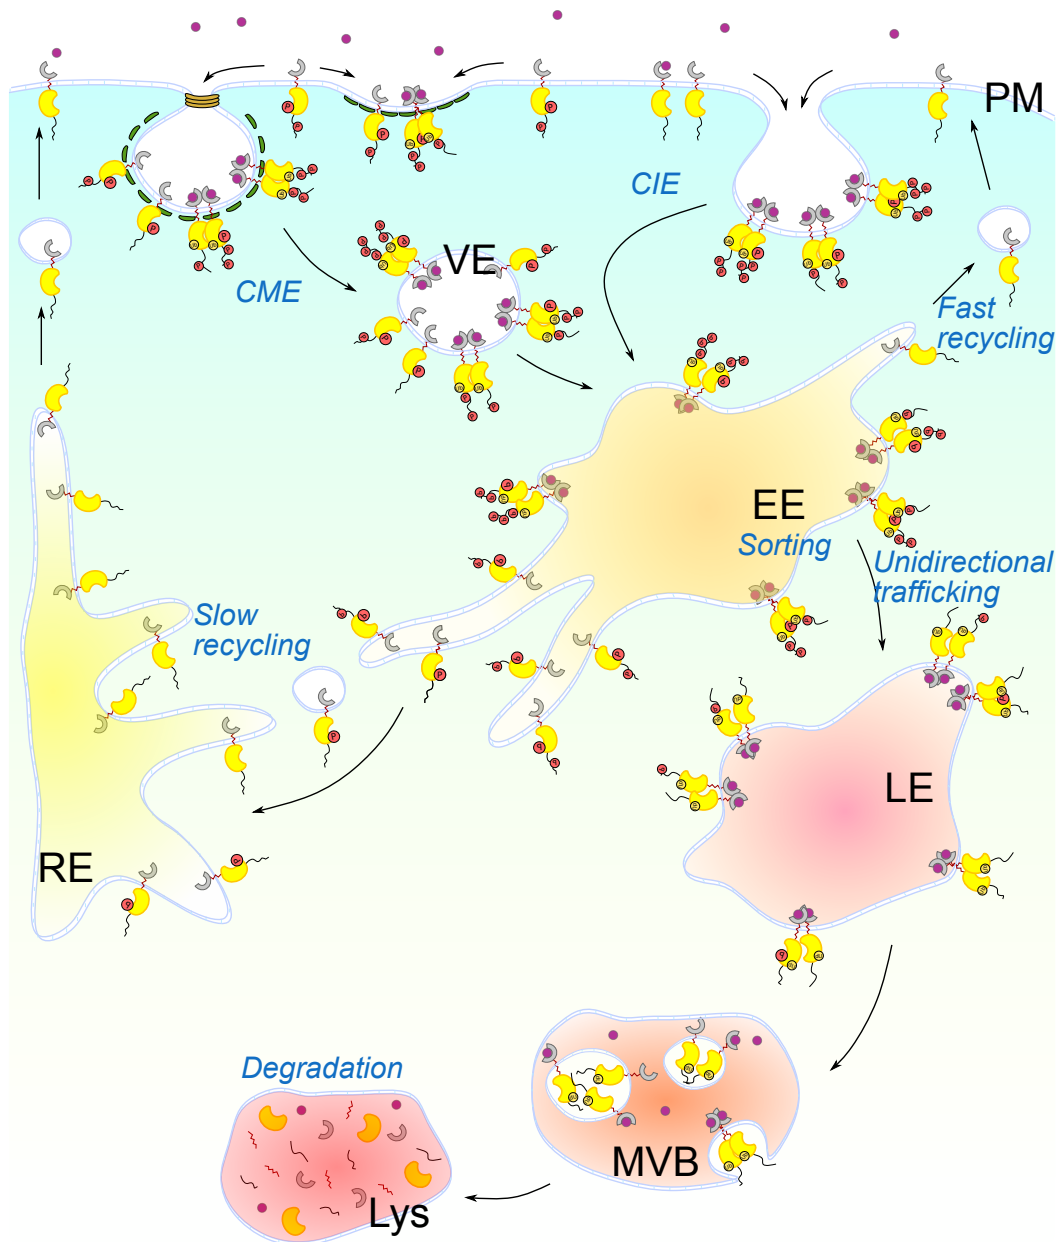 PM
CIE
VE
CME
Fast
recycling
EE
Sorting
Unidirectional
trafficking
Slow
recycling
LE
RE
Degradation
MVB
Lys